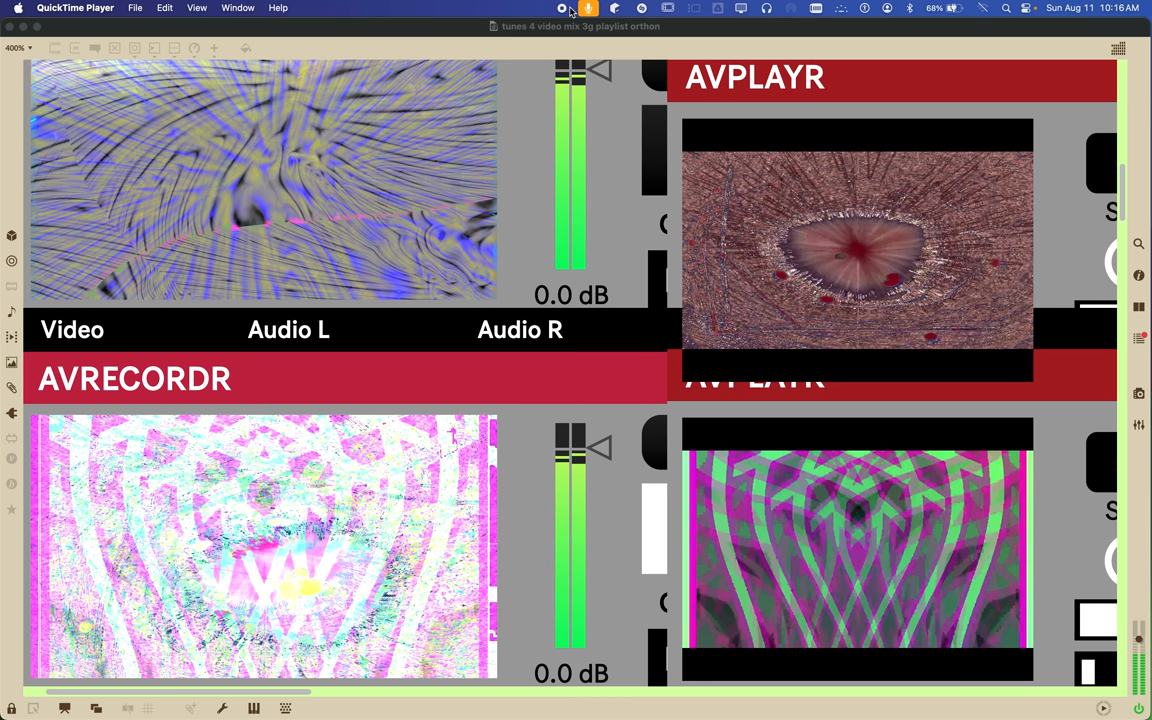 QuickTime Player File Edit View Window Help 68% Sun Aug 11 10:16 AM
tunes 4 video mix 3g playlist orthon
400%
AVPLAYR
S
0.0 dB
Video Audio L Audio R
AVRECORDR
S
0.0 dB